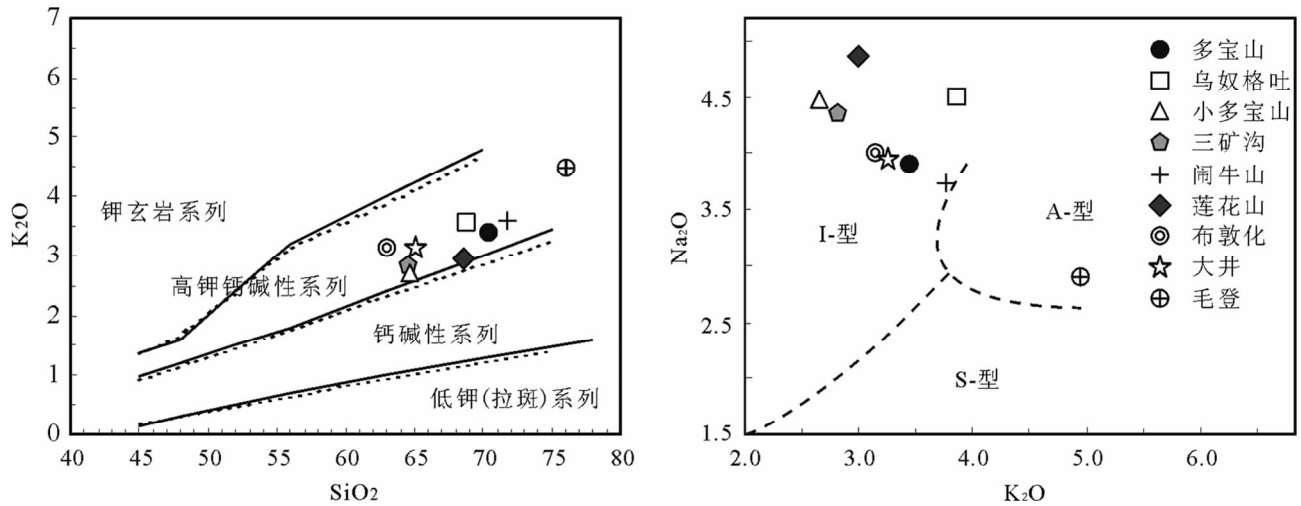 7
6
5
4
3
2
1
0
K₂O
钾玄岩系列
高钾钙碱性系列
钙碱性系列
低钾(拉斑)系列
40 45 50 55 60 65 70 75 80
SiO₂
4.5
3.5
2.5
1.5
Na₂O
多宝山
乌奴格吐
小多宝山
三矿沟
闹牛山
莲花山
布敦化
大井
毛登
I-型
A-型
S-型
2.0 3.0 4.0 5.0 6.0
K₂O